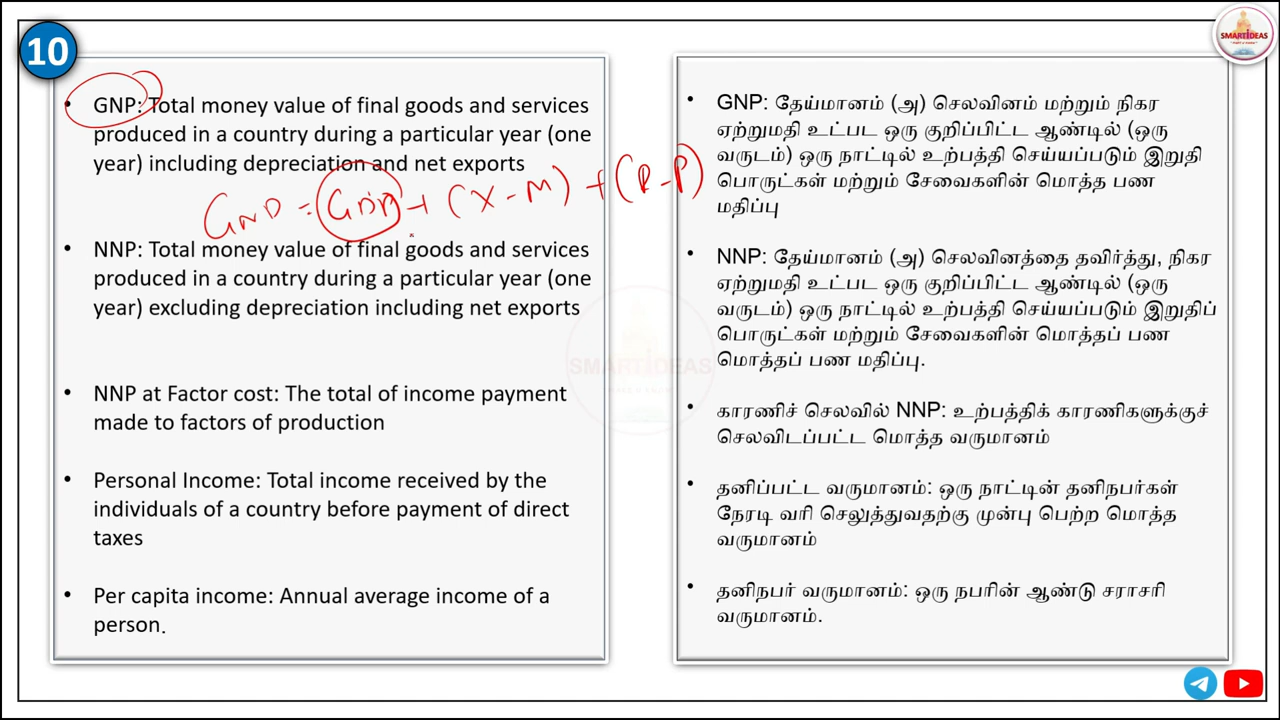 10
SMARTIDEAS
GNP: Total money value of final goods and services
produced in a country during a particular year (one
year) including depreciation and net exports
GNP = GDP + (X - M) + (R - P)
NNP: Total money value of final goods and services
produced in a country during a particular year (one
year) excluding depreciation including net exports
NNP at Factor cost: The total of income payment
made to factors of production
Personal Income: Total income received by the
individuals of a country before payment of direct
taxes
Per capita income: Annual average income of a
person.
GNP: தேய்மானம் (அ) செலவினம் மற்றும் நிகர
ஏற்றுமதி உட்பட ஒரு குறிப்பிட்ட ஆண்டில் (ஒரு
வருடம்) ஒரு நாட்டில் உற்பத்தி செய்யப்படும் இறுதி
பொருட்கள் மற்றும் சேவைகளின் மொத்த பண
மதிப்பு
NNP: தேய்மானம் (அ) செலவினத்தை தவிர்த்து, நிகர
ஏற்றுமதி உட்பட ஒரு குறிப்பிட்ட ஆண்டில் (ஒரு
வருடம்) ஒரு நாட்டில் உற்பத்தி செய்யப்படும் இறுதிப்
பொருட்கள் மற்றும் சேவைகளின் மொத்தப் பண
மொத்தப் பண மதிப்பு.
காரணிச் செலவில் NNP: உற்பத்திக் காரணிகளுக்குச்
செலவிடப்பட்ட மொத்த வருமானம்
தனிப்பட்ட வருமானம்: ஒரு நாட்டின் தனிநபர்கள்
நேரடி வரி செலுத்துவதற்கு முன்பு பெற்ற மொத்த
வருமானம்
தனிநபர் வருமானம்: ஒரு நபரின் ஆண்டு சராசரி
வருமானம்.
SMARTIDEAS